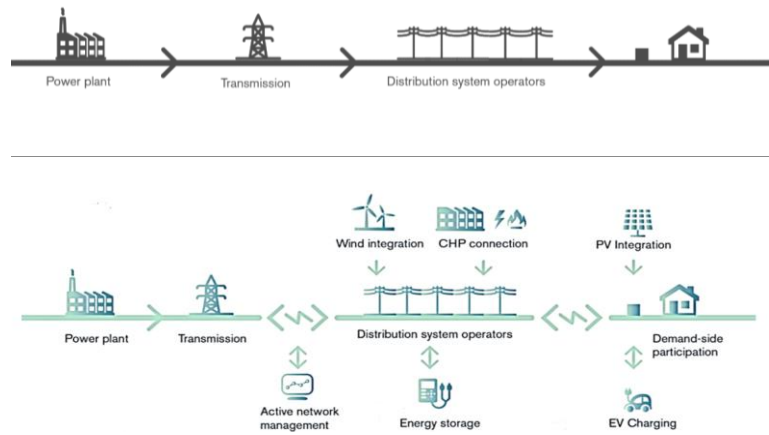 Power plant
Transmission
Distribution system operators
Wind integration
CHP connection
PV Integration
Power plant
Transmission
Distribution system operators
Demand-side
participation
Active network
management
Energy storage
EV Charging